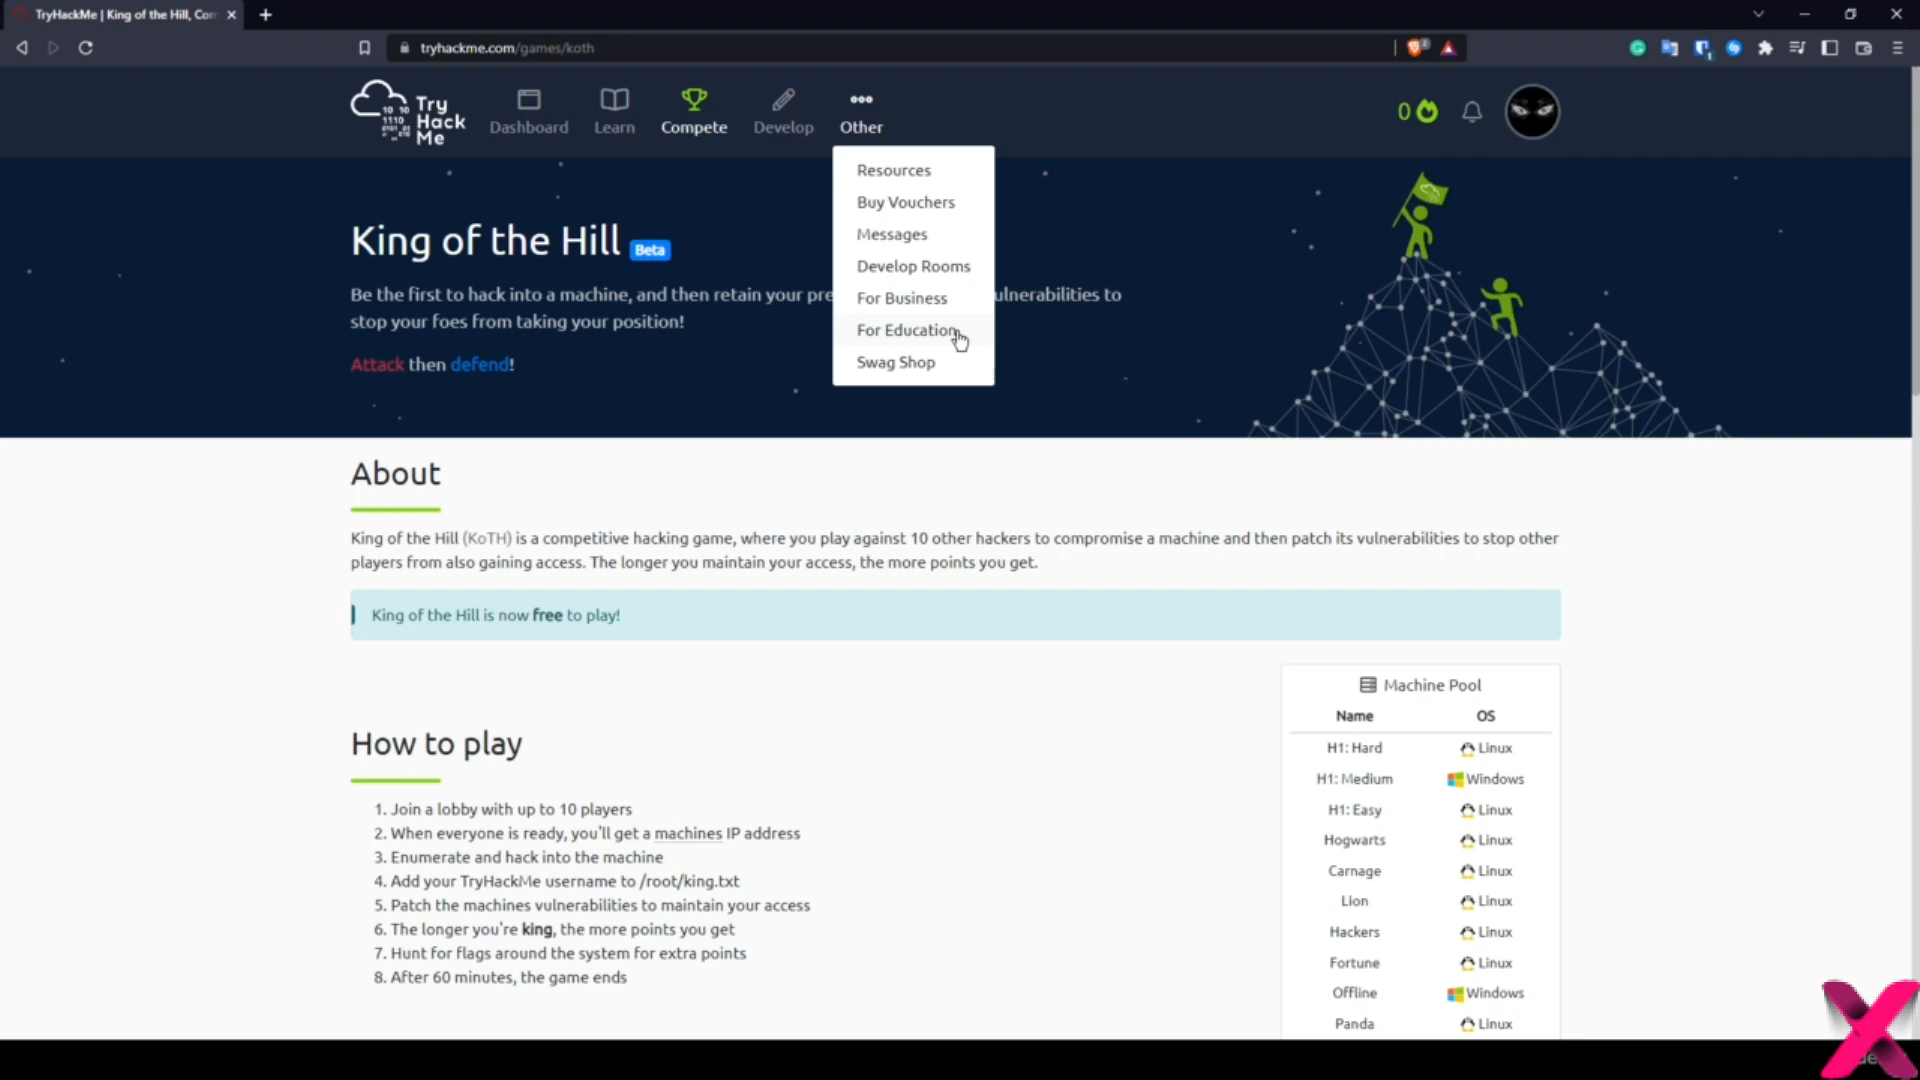 TryHackMe | King of the Hill, Com
tryhackme.com/games/koth
Try
Hack
Me
Dashboard
Learn
Compete
Develop
Other
0
Resources
Buy Vouchers
Messages
Develop Rooms
For Business
For Education
Swag Shop
King of the Hill Beta
Be the first to hack into a machine, and then retain your pre ulnerabilities to
stop your foes from taking your position!
Attack then defend!
About
King of the Hill (KoTH) is a competitive hacking game, where you play against 10 other hackers to compromise a machine and then patch its vulnerabilities to stop other
players from also gaining access. The longer you maintain your access, the more points you get.
King of the Hill is now free to play!
How to play
1. Join a lobby with up to 10 players
2. When everyone is ready, you'll get a machines IP address
3. Enumerate and hack into the machine
4. Add your TryHackMe username to /root/king.txt
5. Patch the machines vulnerabilities to maintain your access
6. The longer you're king, the more points you get
7. Hunt for flags around the system for extra points
8. After 60 minutes, the game ends
Machine Pool
Name OS
H1: Hard Linux
H1: Medium Windows
H1: Easy Linux
Hogwarts Linux
Carnage Linux
Lion Linux
Hackers Linux
Fortune Linux
Offline Windows
Panda Linux